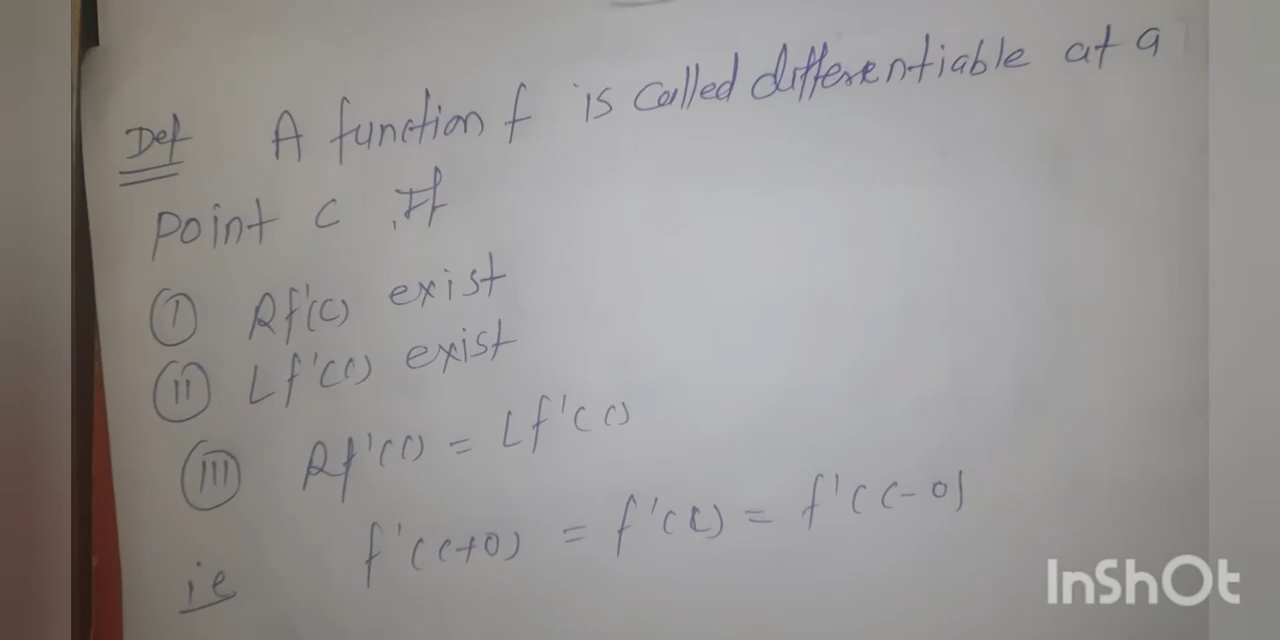 Def A function f is called differentiable at a
point c If
(I) Rf'(c) exist
(II) Lf'(c) exist
(III) Rf'(c) = Lf'(c)
ie f'(c+0) = f'(c) = f'(c-0)
InShOt